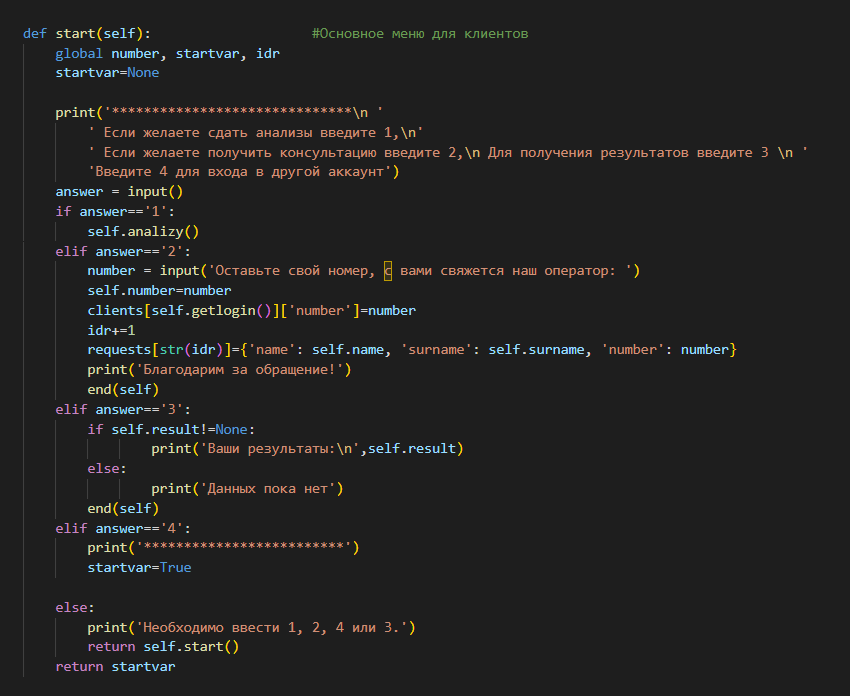 def start(self):                    #Основное меню для клиентов
    global number, startvar, idr
    startvar=None

    print('******************************\n '
        ' Если желаете сдать анализы введите 1,\n'
        ' Если желаете получить консультацию введите 2,\n Для получения результатов введите 3 \n '
        'Введите 4 для входа в другой аккаунт')
    answer = input()
    if answer=='1':
        self.analizy()
    elif answer=='2':
        number = input('Оставьте свой номер, с вами свяжется наш оператор: ')
        self.number=number
        clients[self.getlogin()]['number']=number
        idr+=1
        requests[str(idr)]={'name': self.name, 'surname': self.surname, 'number': number}
        print('Благодарим за обращение!')
        end(self)
    elif answer=='3':
        if self.result!=None:
                print('Ваши результаты:\n',self.result)
        else:
                print('Данных пока нет')
        end(self)
    elif answer=='4':
        print('*************************')
        startvar=True

    else:
        print('Необходимо ввести 1, 2, 4 или 3.')
        return self.start()
    return startvar